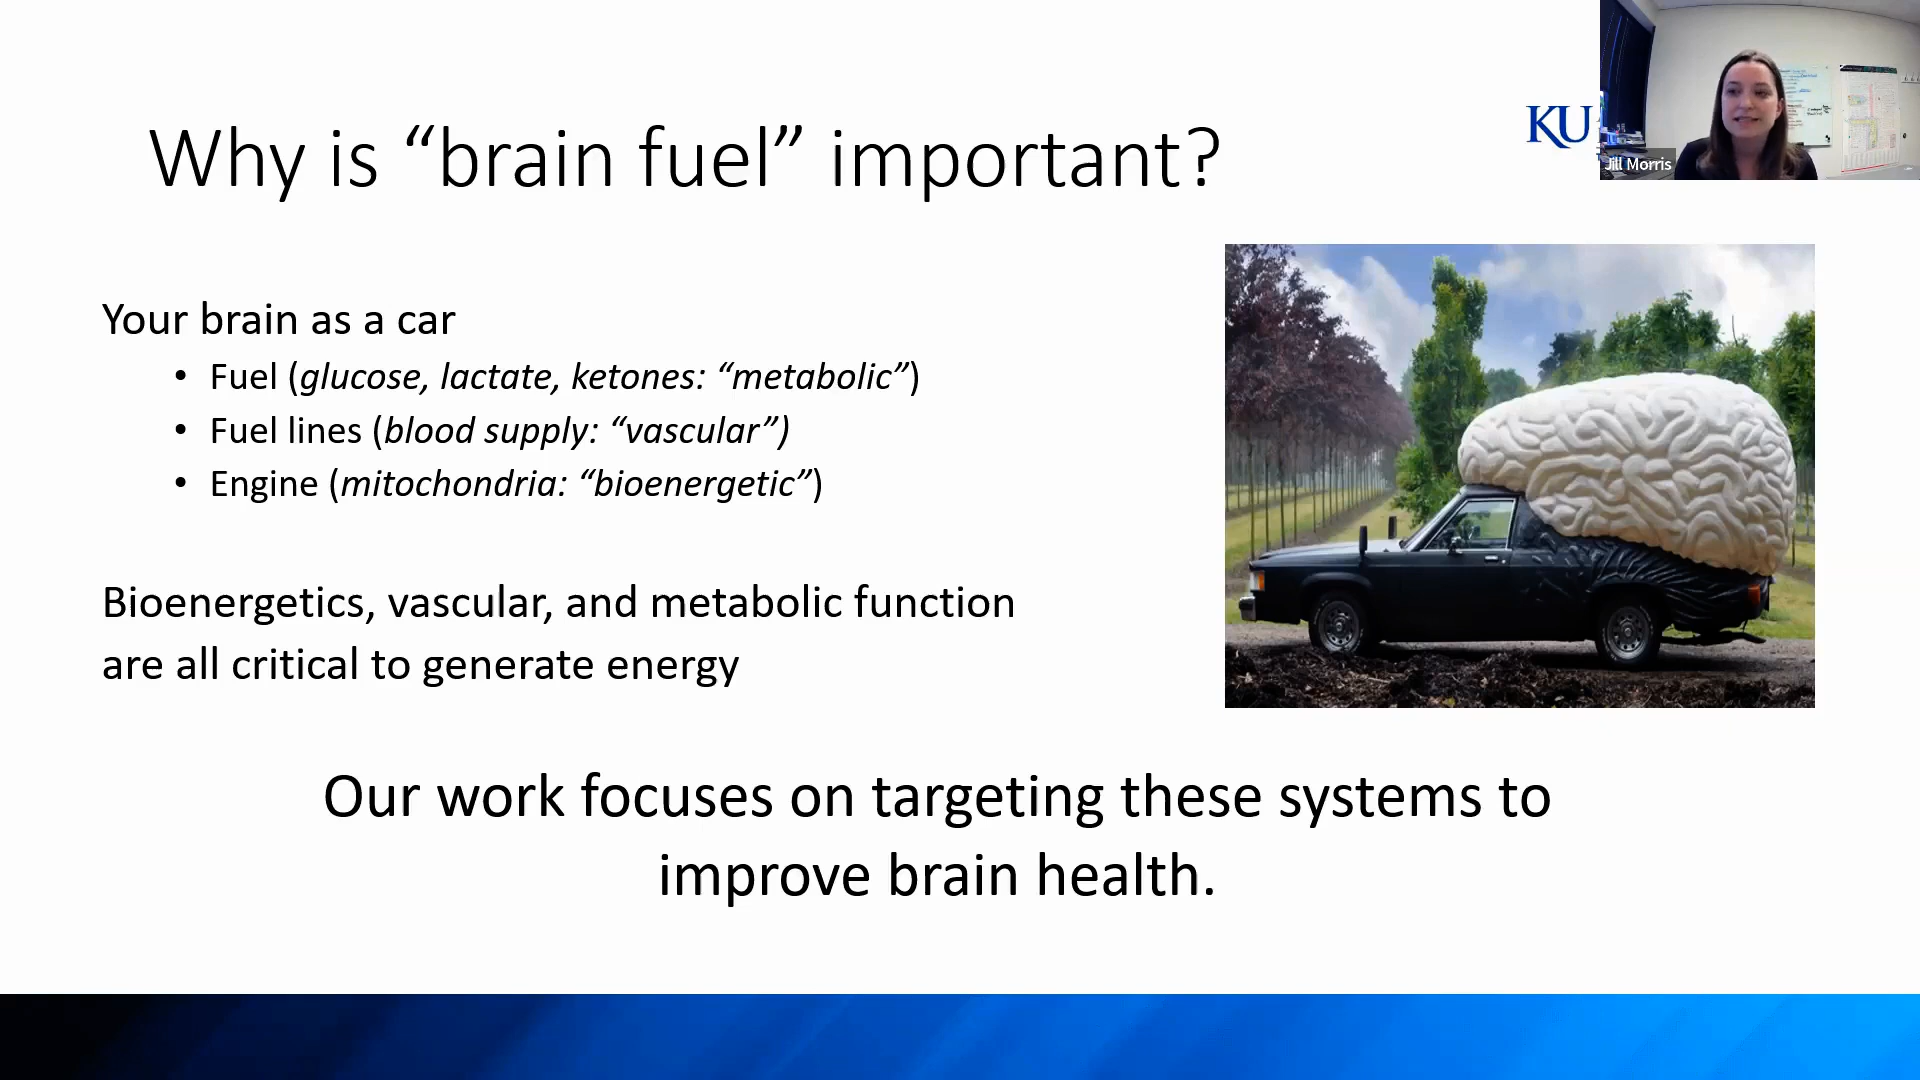 Why is “brain fuel” important?
KU
Jill Morris
Your brain as a car
• Fuel (glucose, lactate, ketones: “metabolic”)
• Fuel lines (blood supply: “vascular”)
• Engine (mitochondria: “bioenergetic”)
Bioenergetics, vascular, and metabolic function
are all critical to generate energy
Our work focuses on targeting these systems to
improve brain health.